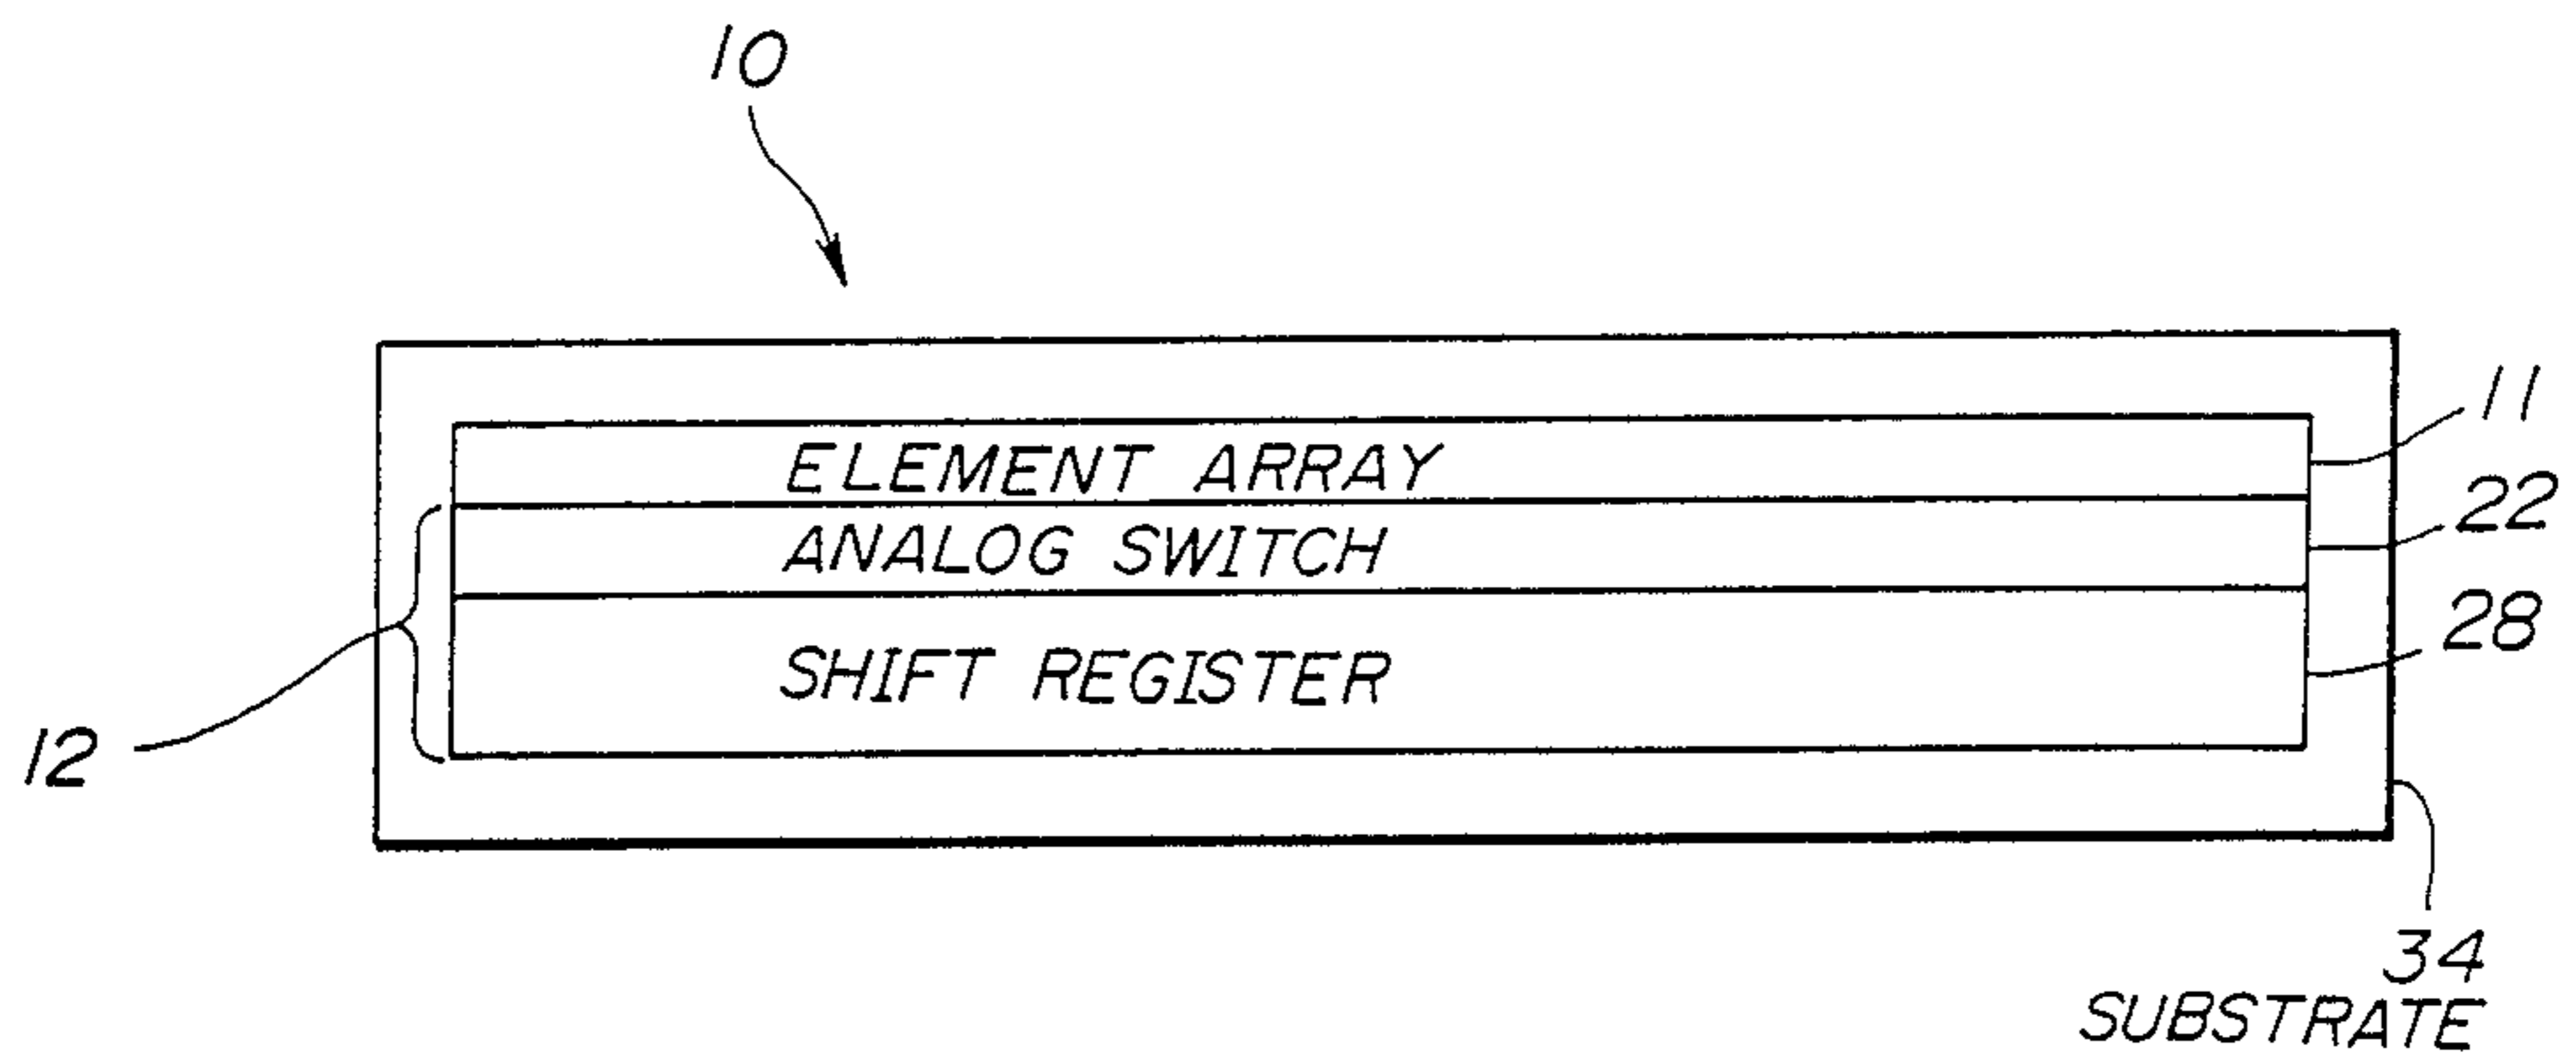 10
11
ELEMENT ARRAY
22
ANALOG SWITCH
28
SHIFT REGISTER
12
34
SUBSTRATE